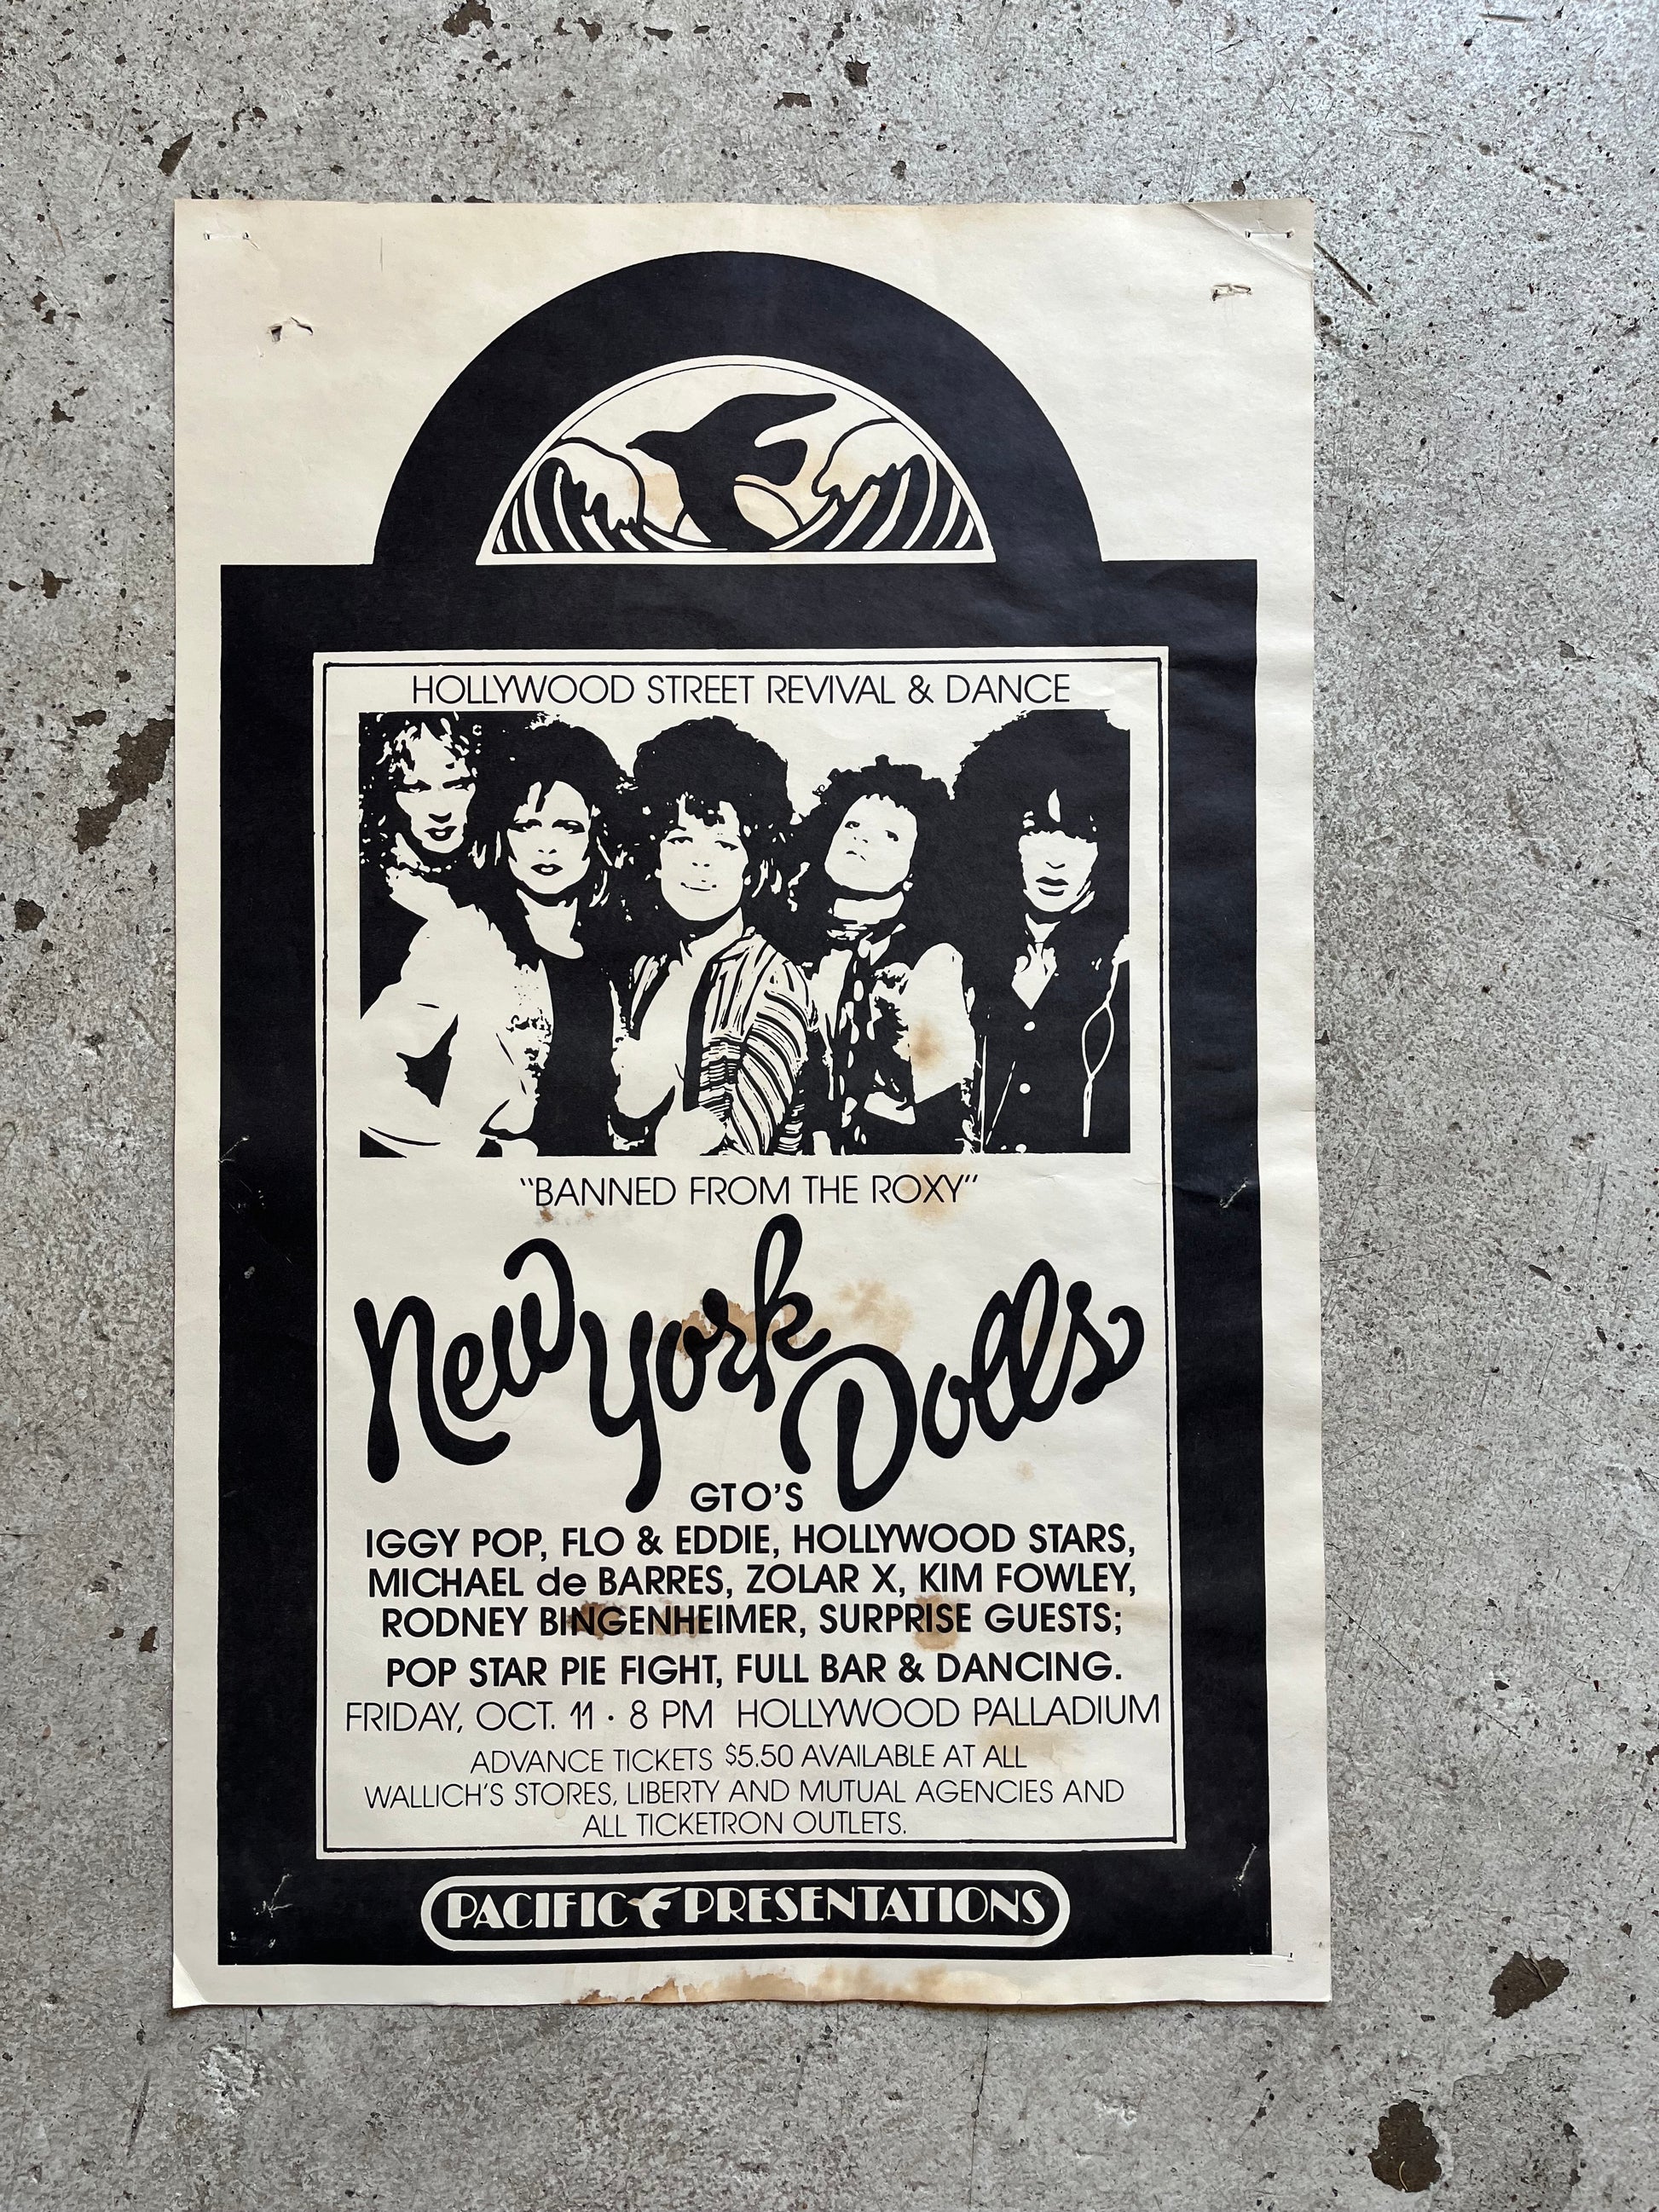 HOLLYWOOD STREET REVIVAL & DANCE
"BANNED FROM THE ROXY"
New York Dolls
GTO'S
IGGY POP, FLO & EDDIE, HOLLYWOOD STARS,
MICHAEL de BARRES, ZOLAR X, KIM FOWLEY,
RODNEY BINGENHEIMER, SURPRISE GUESTS;
POP STAR PIE FIGHT, FULL BAR & DANCING.
FRIDAY, OCT. 11 · 8 PM HOLLYWOOD PALLADIUM
ADVANCE TICKETS $5.50 AVAILABLE AT ALL
WALLICH'S STORES, LIBERTY AND MUTUAL AGENCIES AND
ALL TICKETRON OUTLETS.
PACIFIC PRESENTATIONS